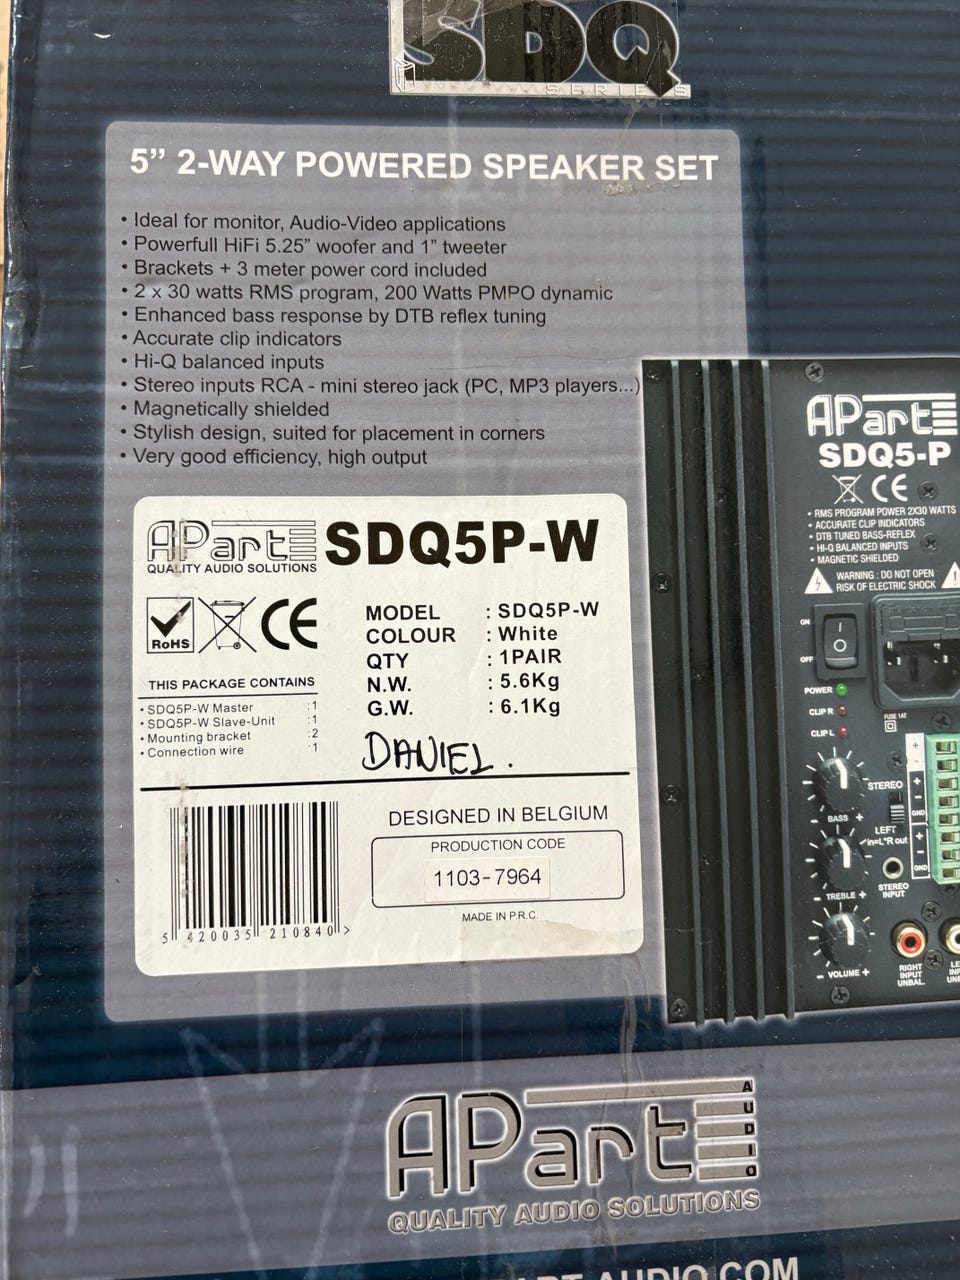 SDQ
SERIES
5” 2-WAY POWERED SPEAKER SET
• Ideal for monitor, Audio-Video applications
• Powerfull HiFi 5.25” woofer and 1” tweeter
• Brackets + 3 meter power cord included
• 2 x 30 watts RMS program, 200 Watts PMPO dynamic
• Enhanced bass response by DTB reflex tuning
• Accurate clip indicators
• Hi-Q balanced inputs
• Stereo inputs RCA - mini stereo jack (PC, MP3 players...)
• Magnetically shielded
• Stylish design, suited for placement in corners
• Very good efficiency, high output
APart SDQ5P-W
QUALITY AUDIO SOLUTIONS
RoHS CE
MODEL : SDQ5P-W
COLOUR : White
QTY : 1PAIR
N.W. : 5.6Kg
G.W. : 6.1Kg
THIS PACKAGE CONTAINS
• SDQ5P-W Master :1
• SDQ5P-W Slave-Unit :1
• Mounting bracket :2
• Connection wire :1
DANIEL.
DESIGNED IN BELGIUM
PRODUCTION CODE
1103-7964
MADE IN P.R.C.
5 420035 210840 >
APart
SDQ5-P
CE
• RMS PROGRAM POWER 2X30 WATTS
• ACCURATE CLIP INDICATORS
• DTB TUNED BASS-REFLEX
• HI-Q BALANCED INPUTS
• MAGNETIC SHIELDED
WARNING : DO NOT OPEN
RISK OF ELECTRIC SHOCK
ON
I
O
OFF
POWER
CLIP R
CLIP L
FUSE 1AT
- BASS +
- TREBLE +
- VOLUME +
STEREO
LEFT
in=L*R out
STEREO
INPUT
+
+
-
GND
+
-
GND
RIGHT
INPUT
UNBAL.
APart
AUDIO
QUALITY AUDIO SOLUTIONS
PART-AUDIO.COM